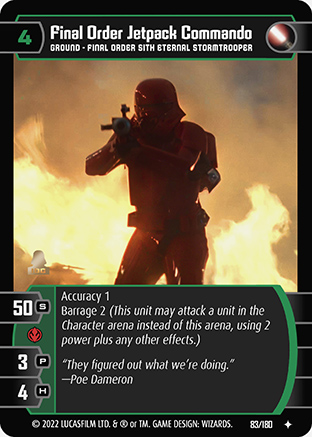 4 Final Order Jetpack Commando
GROUND - FINAL ORDER SITH ETERNAL STORMTROOPER
50 S
Accuracy 1
Barrage 2 (This unit may attack a unit in the
Character arena instead of this arena, using 2
power plus any other effects.)
3 P
“They figured out what we’re doing.”
—Poe Dameron
4 H
© 2022 LUCASFILM LTD. & ® or TM. GAME DESIGN: WIZARDS. 83/180